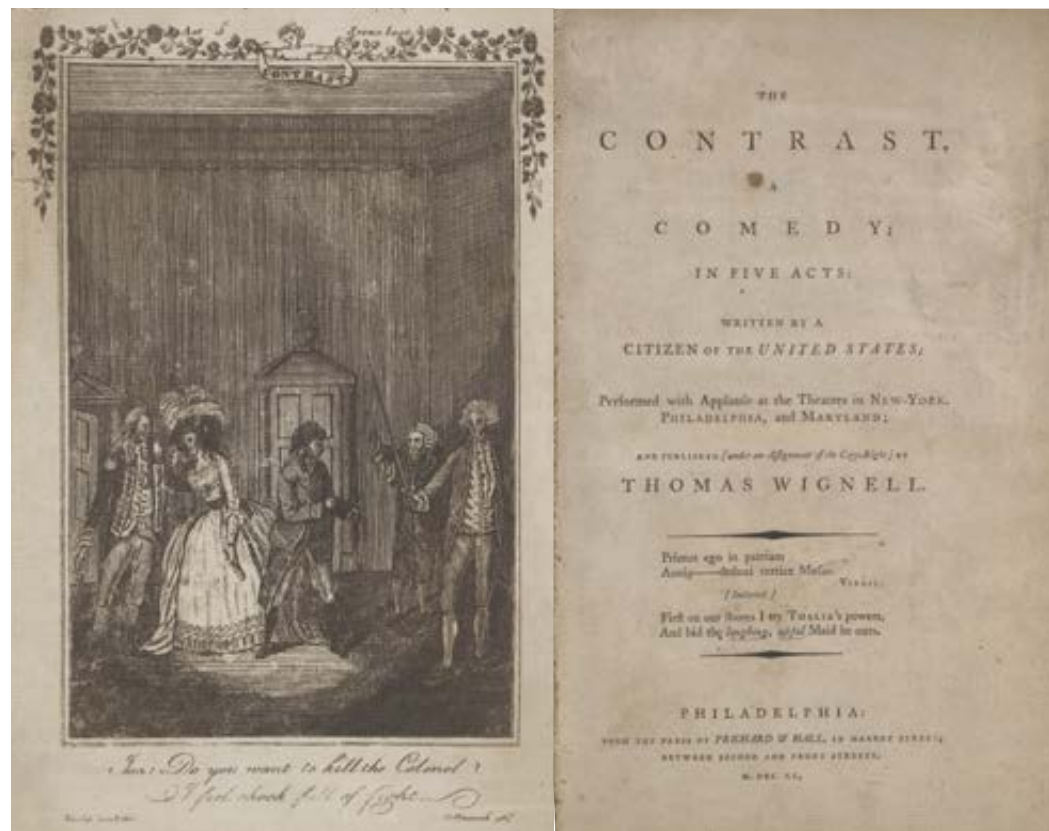 CONTRAST
Do you want to kill the Colonel?
I feel chock full of fight
THE
CONTRAST,
A
COMEDY;
IN FIVE ACTS:
WRITTEN BY A
CITIZEN OF THE UNITED STATES;
Performed with Applause at the Theatres in NEW-YORK,
PHILADELPHIA, and MARYLAND;
AND PUBLISHED (under an Assignment of the Copy-Right) BY
THOMAS WIGNELL.
Primus ego in patriam
Aonio—deduxi vertice Musas.
VIRGIL.
(Imitated.)
First on our shores I try THALIA's powers,
And bid the laughing, useful Maid be ours.
PHILADELPHIA:
FROM THE PRESS OF PRICHARD & HALL, IN MARKET STREET;
BETWEEN SECOND AND FRONT STREETS.
M. DCC. XC.